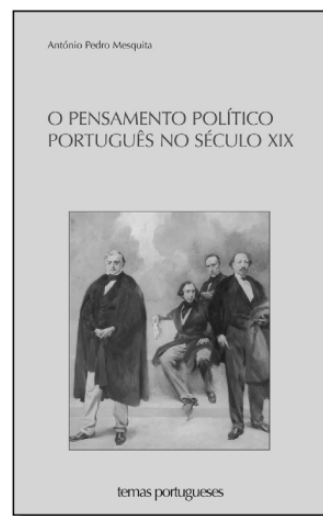 António Pedro Mesquita
O PENSAMENTO POLÍTICO
PORTUGUÊS NO SÉCULO XIX
temas portugueses